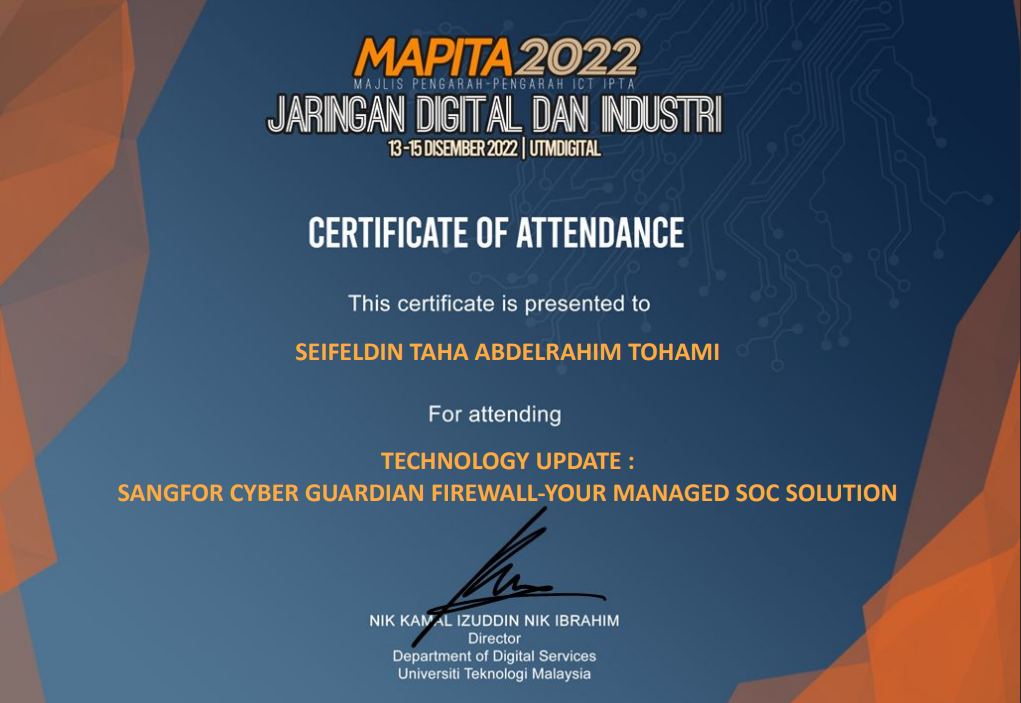 MAPITA 2022
MAJLIS PENGARAH-PENGARAH ICT IPTA
JARINGAN DIGITAL DAN INDUSTRI
13 -15 DISEMBER 2022 | UTMDIGITAL
CERTIFICATE OF ATTENDANCE
This certificate is presented to
SEIFELDIN TAHA ABDELRAHIM TOHAMI
For attending
TECHNOLOGY UPDATE :
SANGFOR CYBER GUARDIAN FIREWALL-YOUR MANAGED SOC SOLUTION
NIK KAMAL IZUDDIN NIK IBRAHIM
Director
Department of Digital Services
Universiti Teknologi Malaysia